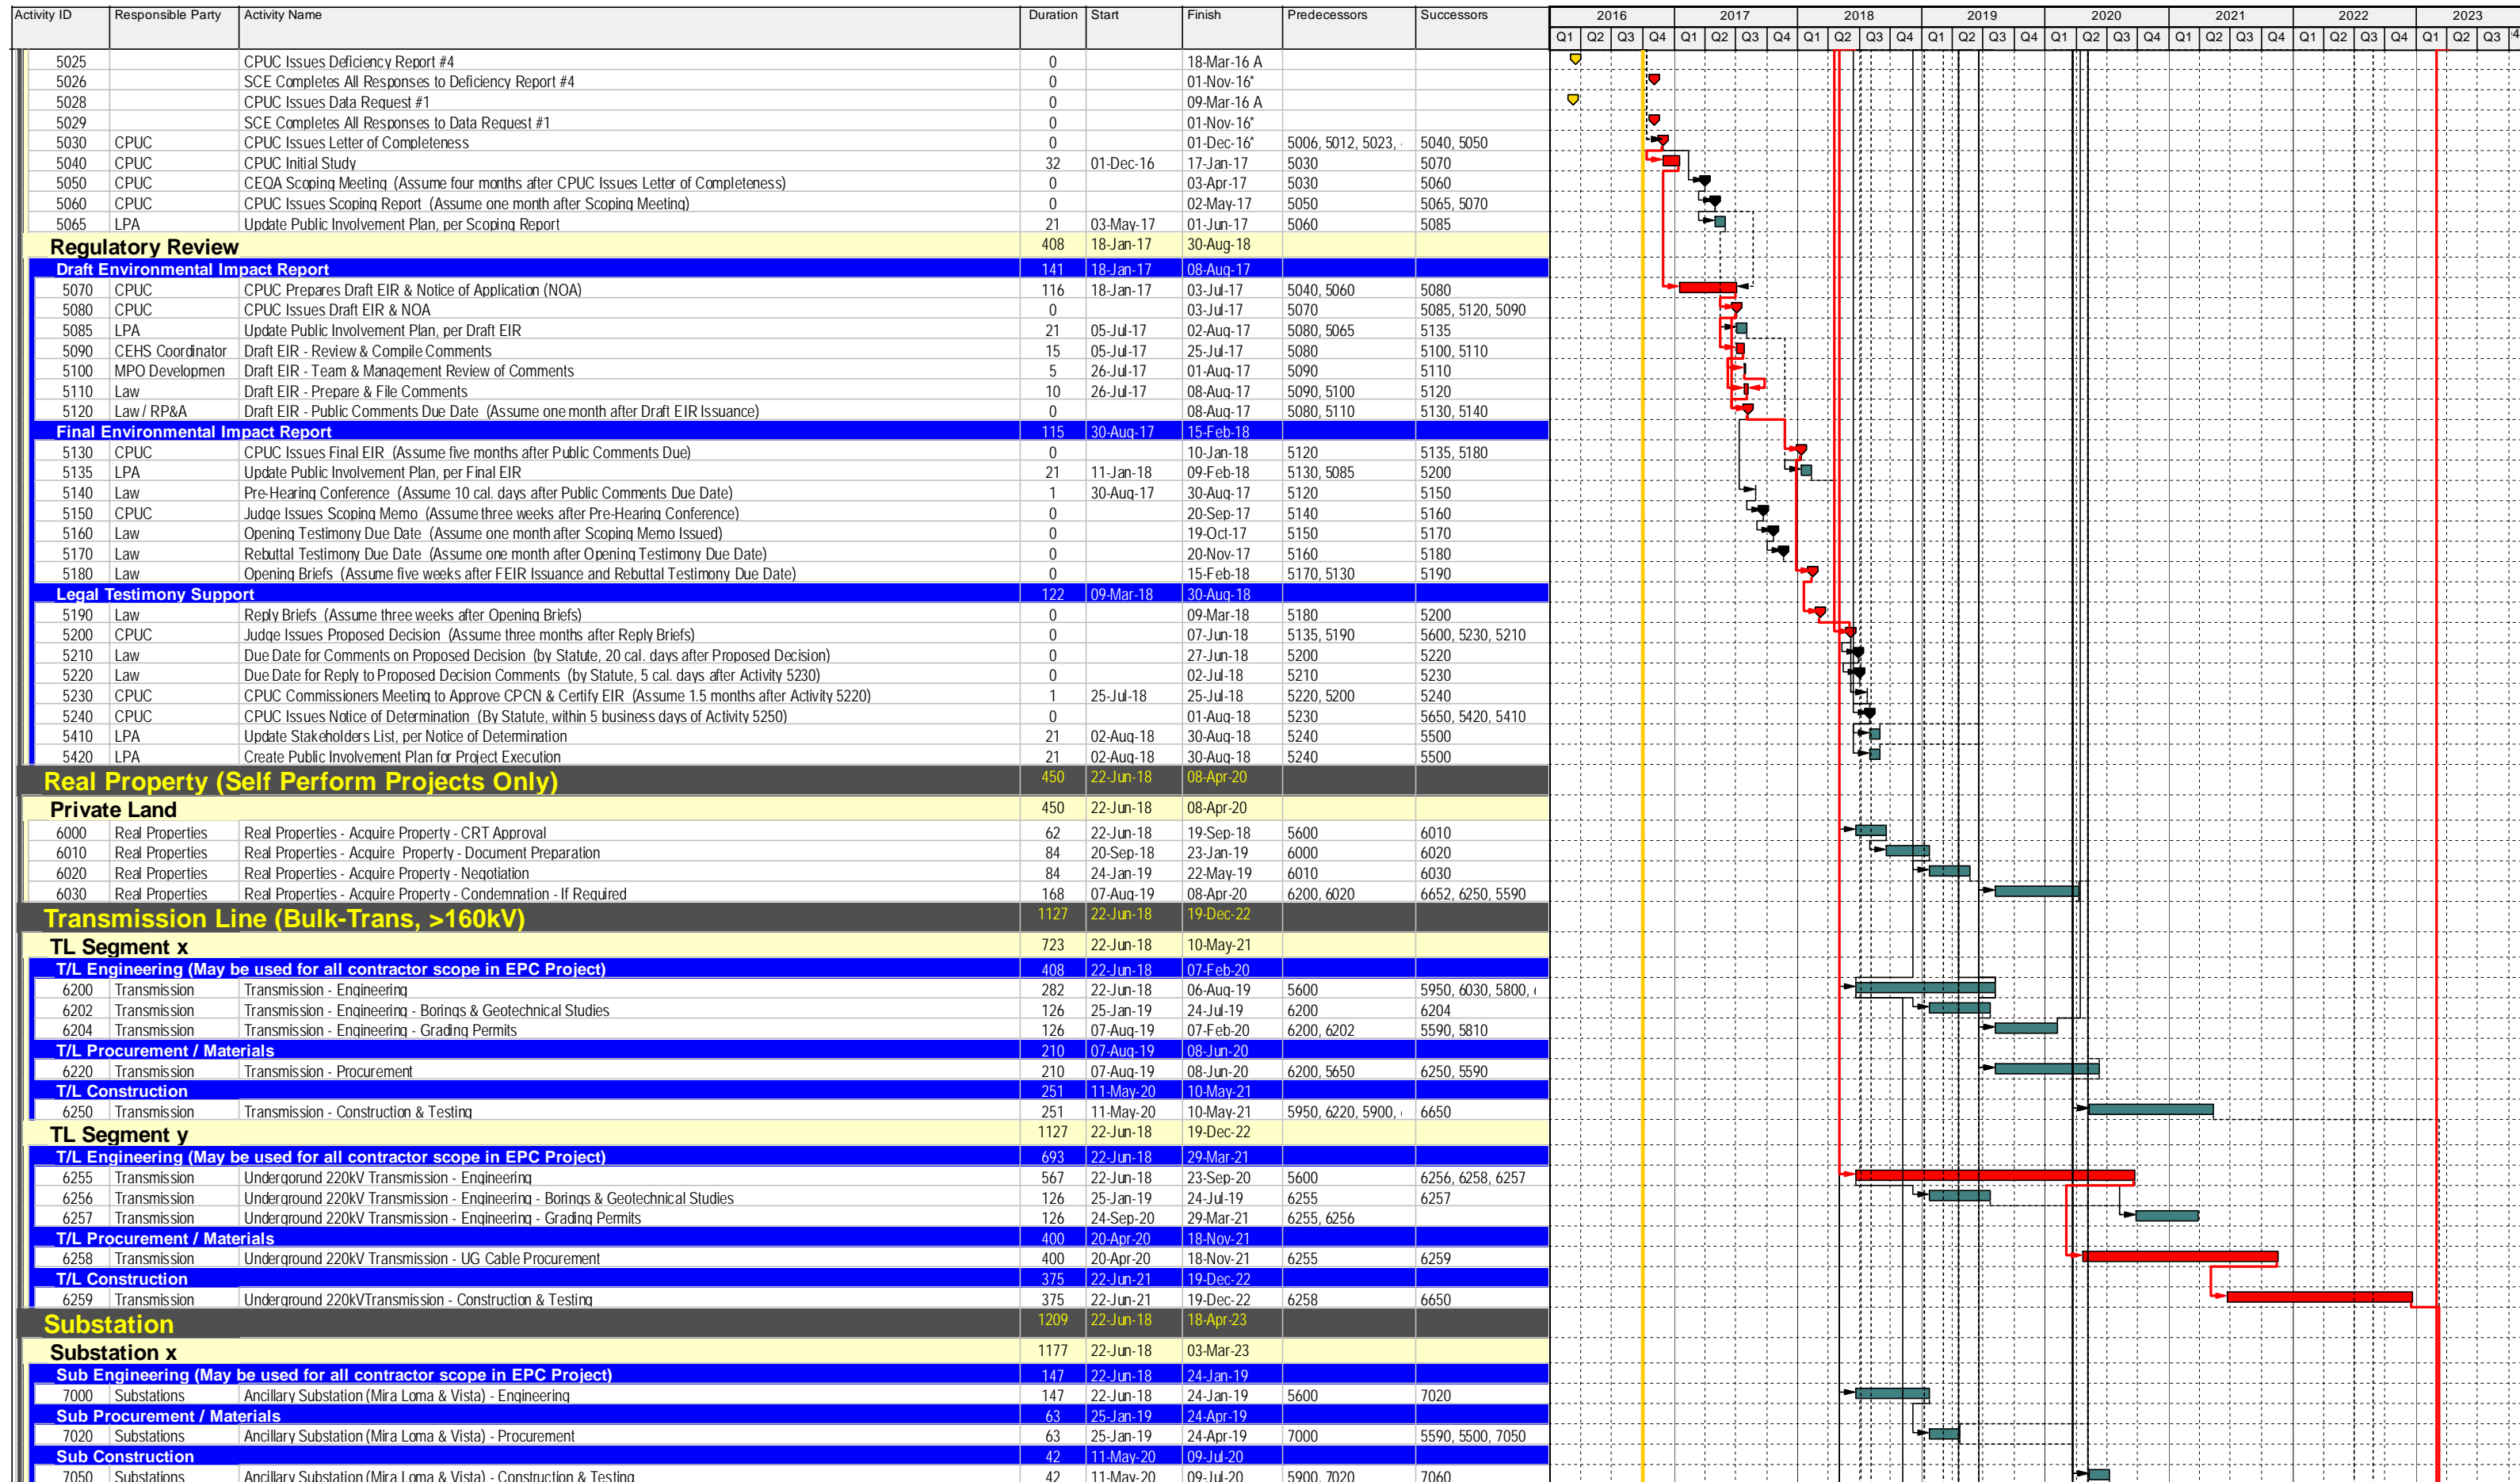 Activity ID Responsible Party Activity Name Duration Start Finish Predecessors Successors 2016 2017 2018 2019 2020 2021 2022 2023
Q1 Q2 Q3 Q4 Q1 Q2 Q3 Q4 Q1 Q2 Q3 Q4 Q1 Q2 Q3 Q4 Q1 Q2 Q3 Q4 Q1 Q2 Q3 Q4 Q1 Q2 Q3 Q4 Q1 Q2 Q3
5025 CPUC Issues Deficiency Report #4 0 18-Mar-16 A
5026 SCE Completes All Responses to Deficiency Report #4 0 01-Nov-16*
5028 CPUC Issues Data Request #1 0 09-Mar-16 A
5029 SCE Completes All Responses to Data Request #1 0 01-Nov-16*
5030 CPUC CPUC Issues Letter of Completeness 0 01-Dec-16* 5006, 5012, 5023, 5040, 5050
5040 CPUC CPUC Initial Study 32 01-Dec-16 17-Jan-17 5030 5070
5050 CPUC CEQA Scoping Meeting (Assume four months after CPUC Issues Letter of Completeness) 0 03-Apr-17 5030 5060
5060 CPUC CPUC Issues Scoping Report (Assume one month after Scoping Meeting) 0 02-May-17 5050 5065, 5070
5065 LPA Update Public Involvement Plan, per Scoping Report 21 03-May-17 01-Jun-17 5060 5085
Regulatory Review 408 18-Jan-17 30-Aug-18
Draft Environmental Impact Report 141 18-Jan-17 08-Aug-17
5070 CPUC CPUC Prepares Draft EIR & Notice of Application (NOA) 116 18-Jan-17 03-Jul-17 5040, 5060 5080
5080 CPUC CPUC Issues Draft EIR & NOA 0 03-Jul-17 5070 5085, 5120, 5090
5085 LPA Update Public Involvement Plan, per Draft EIR 21 05-Jul-17 02-Aug-17 5080, 5065 5135
5090 CEHS Coordinator Draft EIR - Review & Compile Comments 15 05-Jul-17 25-Jul-17 5080 5100, 5110
5100 MPO Developmen Draft EIR - Team & Management Review of Comments 5 26-Jul-17 01-Aug-17 5090 5110
5110 Law Draft EIR - Prepare & File Comments 10 26-Jul-17 08-Aug-17 5090, 5100 5120
5120 Law / RP&A Draft EIR - Public Comments Due Date (Assume one month after Draft EIR Issuance) 0 08-Aug-17 5080, 5110 5130, 5140
Final Environmental Impact Report 115 30-Aug-17 15-Feb-18
5130 CPUC CPUC Issues Final EIR (Assume five months after Public Comments Due) 0 10-Jan-18 5120 5135, 5180
5135 LPA Update Public Involvement Plan, per Final EIR 21 11-Jan-18 09-Feb-18 5130, 5085 5200
5140 Law Pre-Hearing Conference (Assume 10 cal. days after Public Comments Due Date) 1 30-Aug-17 30-Aug-17 5120 5150
5150 CPUC Judge Issues Scoping Memo (Assume three weeks after Pre-Hearing Conference) 0 20-Sep-17 5140 5160
5160 Law Opening Testimony Due Date (Assume one month after Scoping Memo Issued) 0 19-Oct-17 5150 5170
5170 Law Rebuttal Testimony Due Date (Assume one month after Opening Testimony Due Date) 0 20-Nov-17 5160 5180
5180 Law Opening Briefs (Assume five weeks after FEIR Issuance and Rebuttal Testimony Due Date) 0 15-Feb-18 5170, 5130 5190
Legal Testimony Support 122 09-Mar-18 30-Aug-18
5190 Law Reply Briefs (Assume three weeks after Opening Briefs) 0 09-Mar-18 5180 5200
5200 CPUC Judge Issues Proposed Decision (Assume three months after Reply Briefs) 0 07-Jun-18 5135, 5190 5600, 5230, 5210
5210 Law Due Date for Comments on Proposed Decision (by Statute, 20 cal. days after Proposed Decision) 0 27-Jun-18 5200 5220
5220 Law Due Date for Reply to Proposed Decision Comments (by Statute, 5 cal. days after Activity 5230) 0 02-Jul-18 5210 5230
5230 CPUC CPUC Commissioners Meeting to Approve CPCN & Certify EIR (Assume 1.5 months after Activity 5220) 1 25-Jul-18 25-Jul-18 5220, 5200 5240
5240 CPUC CPUC Issues Notice of Determination (By Statute, within 5 business days of Activity 5250) 0 01-Aug-18 5230 5650, 5420, 5410
5410 LPA Update Stakeholders List, per Notice of Determination 21 02-Aug-18 30-Aug-18 5240 5500
5420 LPA Create Public Involvement Plan for Project Execution 21 02-Aug-18 30-Aug-18 5240 5500
Real Property (Self Perform Projects Only) 450 22-Jun-18 08-Apr-20
Private Land 450 22-Jun-18 08-Apr-20
6000 Real Properties Real Properties - Acquire Property - CRT Approval 62 22-Jun-18 19-Sep-18 5600 6010
6010 Real Properties Real Properties - Acquire Property - Document Preparation 84 20-Sep-18 23-Jan-19 6000 6020
6020 Real Properties Real Properties - Acquire Property - Negotiation 84 24-Jan-19 22-May-19 6010 6030
6030 Real Properties Real Properties - Acquire Property - Condemnation - If Required 168 07-Aug-19 08-Apr-20 6200, 6020 6652, 6250, 5590
Transmission Line (Bulk-Trans, >160kV) 1127 22-Jun-18 19-Dec-22
TL Segment x 723 22-Jun-18 10-May-21
T/L Engineering (May be used for all contractor scope in EPC Project) 408 22-Jun-18 07-Feb-20
6200 Transmission Transmission - Engineering 282 22-Jun-18 06-Aug-19 5600 5950, 6030, 5800,
6202 Transmission Transmission - Engineering - Borings & Geotechnical Studies 126 25-Jan-19 24-Jul-19 6200 6204
6204 Transmission Transmission - Engineering - Grading Permits 126 07-Aug-19 07-Feb-20 6200, 6202 5590, 5810
T/L Procurement / Materials 210 07-Aug-19 08-Jun-20
6220 Transmission Transmission - Procurement 210 07-Aug-19 08-Jun-20 6200, 5650 6250, 5590
T/L Construction 251 11-May-20 10-May-21
6250 Transmission Transmission - Construction & Testing 251 11-May-20 10-May-21 5950, 6220, 5900, 6650
TL Segment y 1127 22-Jun-18 19-Dec-22
T/L Engineering (May be used for all contractor scope in EPC Project) 693 22-Jun-18 29-Mar-21
6255 Transmission Undergorund 220kV Transmission - Engineering 567 22-Jun-18 23-Sep-20 5600 6256, 6258, 6257
6256 Transmission Underground 220kV Transmission - Engineering - Borings & Geotechnical Studies 126 25-Jan-19 24-Jul-19 6255 6257
6257 Transmission Underground 220kV Transmission - Engineering - Grading Permits 126 24-Sep-20 29-Mar-21 6255, 6256
T/L Procurement / Materials 400 20-Apr-20 18-Nov-21
6258 Transmission Underground 220kV Transmission - UG Cable Procurement 400 20-Apr-20 18-Nov-21 6255 6259
T/L Construction 375 22-Jun-21 19-Dec-22
6259 Transmission Underground 220kVTransmission - Construction & Testing 375 22-Jun-21 19-Dec-22 6258 6650
Substation 1209 22-Jun-18 18-Apr-23
Substation x 1177 22-Jun-18 03-Mar-23
Sub Engineering (May be used for all contractor scope in EPC Project) 147 22-Jun-18 24-Jan-19
7000 Substations Ancillary Substation (Mira Loma & Vista) - Engineering 147 22-Jun-18 24-Jan-19 5600 7020
Sub Procurement / Materials 63 25-Jan-19 24-Apr-19
7020 Substations Ancillary Substation (Mira Loma & Vista) - Procurement 63 25-Jan-19 24-Apr-19 7000 5590, 5500, 7050
Sub Construction 42 11-May-20 09-Jul-20
7050 Substations Ancillary Substation (Mira Loma & Vista) - Construction & Testing 42 11-May-20 09-Jul-20 5900, 7020 7060